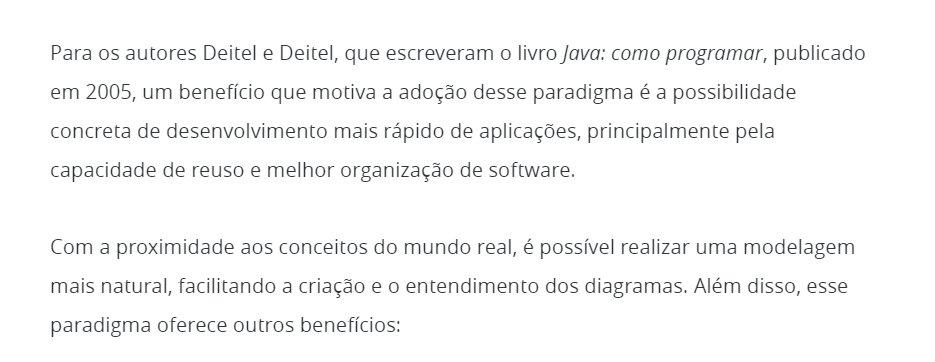 Para os autores Deitel e Deitel, que escreveram o livro Java: como programar, publicado
em 2005, um benefício que motiva a adoção desse paradigma é a possibilidade
concreta de desenvolvimento mais rápido de aplicações, principalmente pela
capacidade de reuso e melhor organização de software.
Com a proximidade aos conceitos do mundo real, é possível realizar uma modelagem
mais natural, facilitando a criação e o entendimento dos diagramas. Além disso, esse
paradigma oferece outros benefícios: